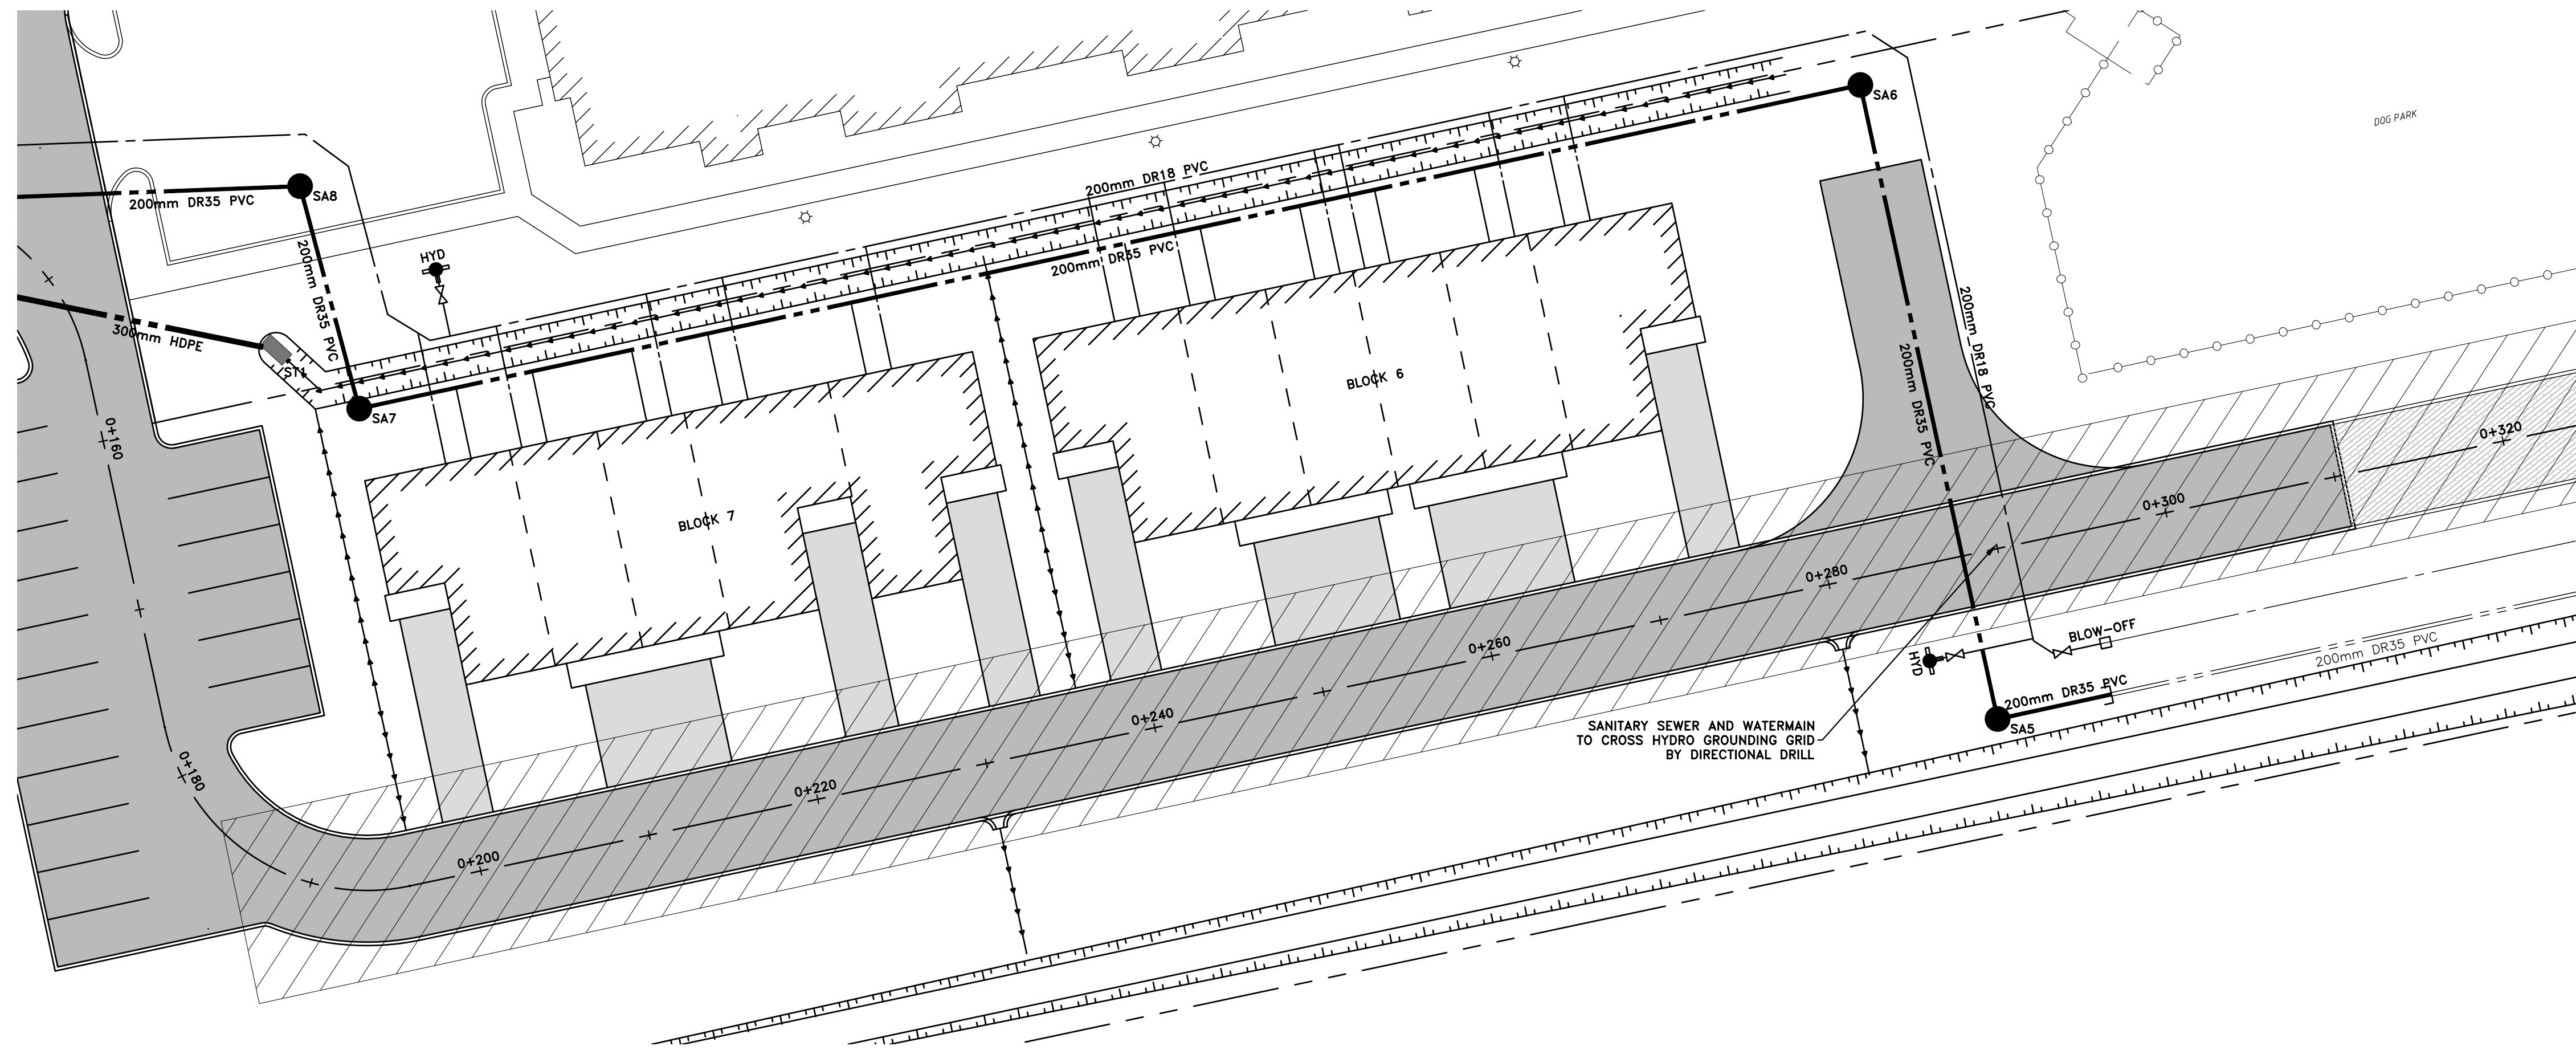 SA6
DOG PARK
200mm DR18 PVC
200mm DR35 PVC
SA8
200mm DR35 PVC
HYD
200mm DR35 PVC
300mm HDPE
ST1
SA7
200mm DR18 PVC
200mm DR35 PVC
BLOCK 6
BLOCK 7
0+160
0+180
0+200
0+220
0+240
0+260
0+280
0+300
0+320
SANITARY SEWER AND WATERMAIN
TO CROSS HYDRO GROUNDING GRID
BY DIRECTIONAL DRILL
HYD
BLOW-OFF
200mm DR35 PVC
200mm DR35 PVC
SA5